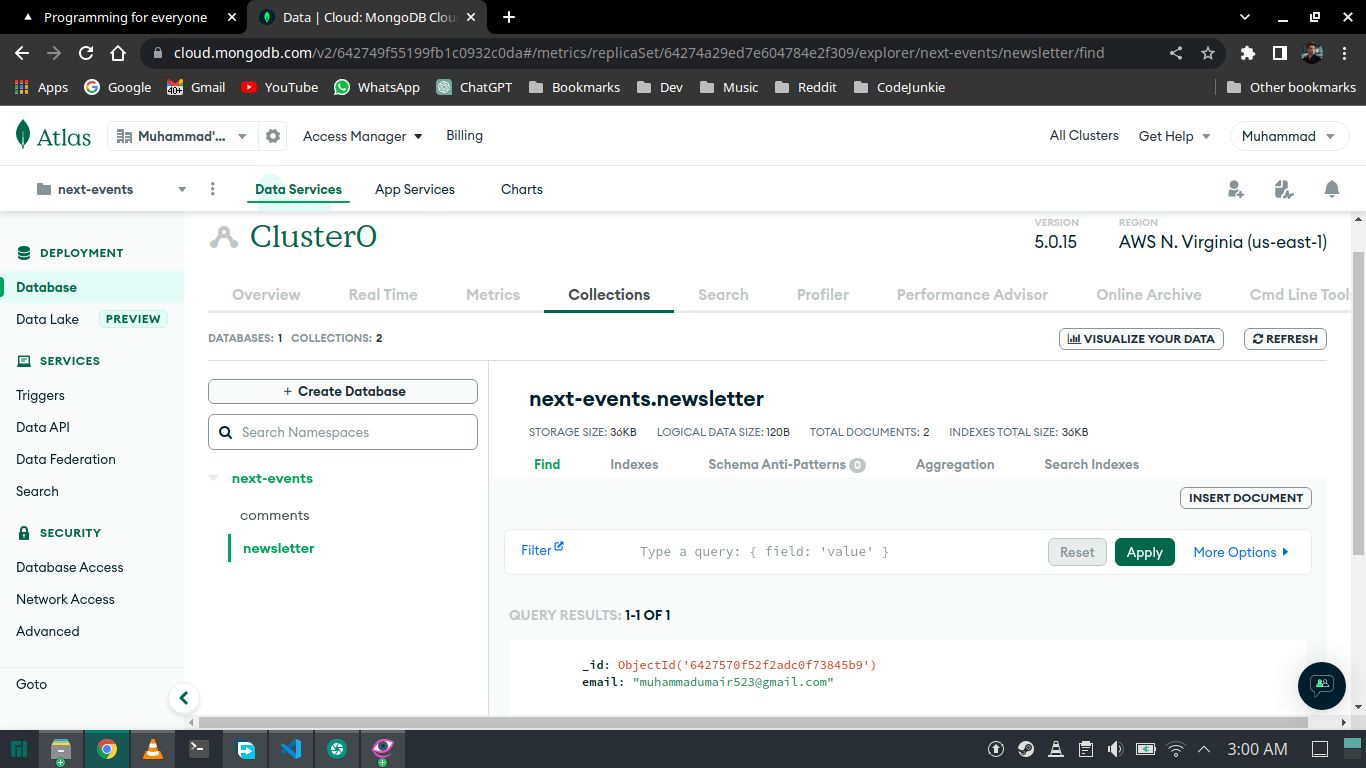 Programming for everyone
Data | Cloud: MongoDB Clou
cloud.mongodb.com/v2/642749f55199fb1c0932c0da#/metrics/replicaSet/64274a29ed7e604784e2f309/explorer/next-events/newsletter/find
Apps Google 40+ Gmail YouTube WhatsApp ChatGPT Bookmarks Dev Music Reddit CodeJunkie Other bookmarks
Atlas Muhammad'... Access Manager Billing All Clusters Get Help Muhammad
next-events Data Services App Services Charts
DEPLOYMENT
Database
Data Lake PREVIEW
SERVICES
Triggers
Data API
Data Federation
Search
SECURITY
Database Access
Network Access
Advanced
Goto
Cluster0
VERSION
5.0.15
REGION
AWS N. Virginia (us-east-1)
Overview Real Time Metrics Collections Search Profiler Performance Advisor Online Archive Cmd Line Tools
DATABASES: 1 COLLECTIONS: 2
VISUALIZE YOUR DATA
REFRESH
+ Create Database
Search Namespaces
next-events
comments
newsletter
next-events.newsletter
STORAGE SIZE: 36KB LOGICAL DATA SIZE: 120B TOTAL DOCUMENTS: 2 INDEXES TOTAL SIZE: 36KB
Find Indexes Schema Anti-Patterns 0 Aggregation Search Indexes
INSERT DOCUMENT
Filter Type a query: { field: 'value' } Reset Apply More Options
QUERY RESULTS: 1-1 OF 1
_id: ObjectId('6427570f52f2adc0f73845b9')
email: "muhammadumair523@gmail.com"
3:00 AM